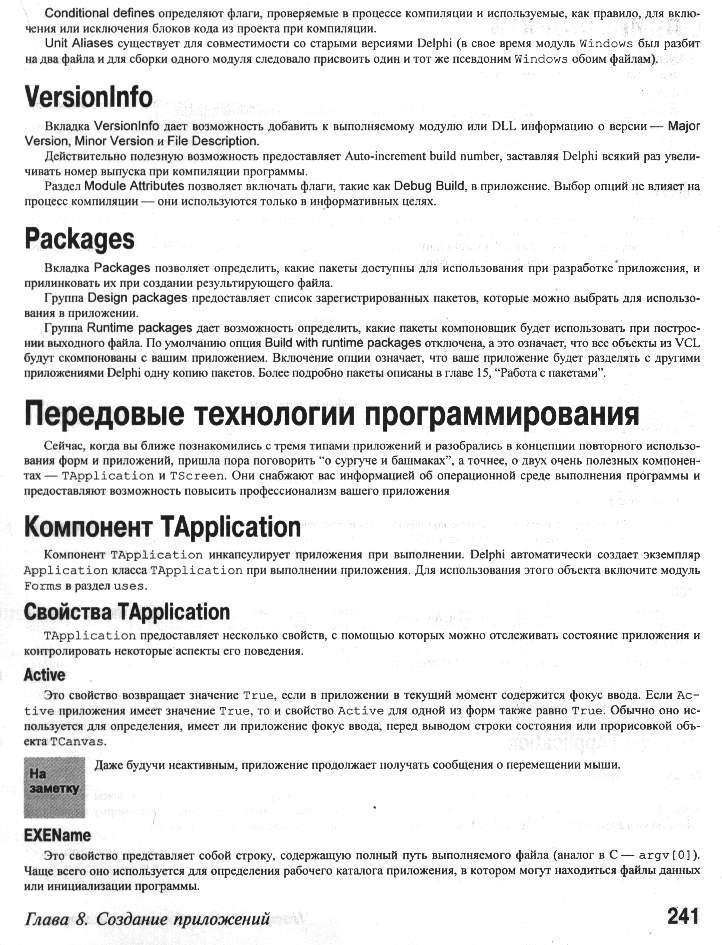 Conditional defines определяют флаги, проверяемые в процессе компиляции и используемые, как правило, для вклю-
чения или исключения блоков кода из проекта при компиляции.
Unit Aliases существует для совместимости со старыми версиями Delphi (в свое время модуль Windows был разбит
на два файла и для сборки одного модуля следовало присвоить один и тот же псевдоним Windows обоим файлам).
VersionInfo
Вкладка VersionInfo дает возможность добавить к выполняемому модулю или DLL информацию о версии — Major
Version, Minor Version и File Description.
Действительно полезную возможность предоставляет Auto-increment build number, заставляя Delphi всякий раз увели-
чивать номер выпуска при компиляции программы.
Раздел Module Attributes позволяет включать флаги, такие как Debug Build, в приложение. Выбор опций не влияет на
процесс компиляции — они используются только в информативных целях.
Packages
Вкладка Packages позволяет определить, какие пакеты доступны для использования при разработке приложения, и
прилинковать их при создании результирующего файла.
Группа Design packages предоставляет список зарегистрированных пакетов, которые можно выбрать для использо-
вания в приложении.
Группа Runtime packages дает возможность определить, какие пакеты компоновщик будет использовать при построе-
нии выходного файла. По умолчанию опция Build with runtime packages отключена, а это означает, что все объекты из VCL
будут скомпонованы с вашим приложением. Включение опции означает, что ваше приложение будет разделять с другими
приложениями Delphi одну копию пакетов. Более подробно пакеты описаны в главе 15, “Работа с пакетами”.
Передовые технологии программирования
Сейчас, когда вы ближе познакомились с тремя типами приложений и разобрались в концепции повторного использо-
вания форм и приложений, пришла пора поговорить “о сургуче и башмаках”, а точнее, о двух очень полезных компонен-
тах — TApplication и TScreen. Они снабжают вас информацией об операционной среде выполнения программы и
предоставляют возможность повысить профессионализм вашего приложения
Компонент TApplication
Компонент TApplication инкапсулирует приложения при выполнении. Delphi автоматически создает экземпляр
Application класса TApplication при выполнении приложения. Для использования этого объекта включите модуль
Forms в раздел uses.
Свойства TApplication
TApplication предоставляет несколько свойств, с помощью которых можно отслеживать состояние приложения и
контролировать некоторые аспекты его поведения.
Active
Это свойство возвращает значение True, если в приложении в текущий момент содержится фокус ввода. Если Ac-
tive приложения имеет значение True, то и свойство Active для одной из форм также равно True. Обычно оно ис-
пользуется для определения, имеет ли приложение фокус ввода, перед выводом строки состояния или прорисовкой объ-
екта TCanvas.
На
заметку
Даже будучи неактивным, приложение продолжает получать сообщения о перемещении мыши.
EXEName
Это свойство представляет собой строку, содержащую полный путь выполняемого файла (аналог в C — argv[0]).
Чаще всего оно используется для определения рабочего каталога приложения, в котором могут находиться файлы данных
или инициализации программы.
Глава 8. Создание приложений
241